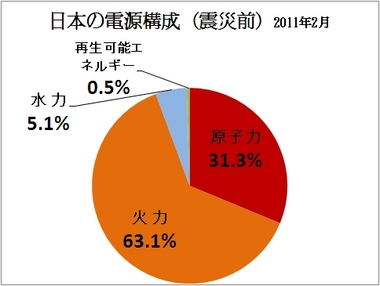 日本の電源構成（震災前）2011年2月
再生可能エ
ネルギー
0.5%
水力
5.1%
原子力
31.3%
火力
63.1%